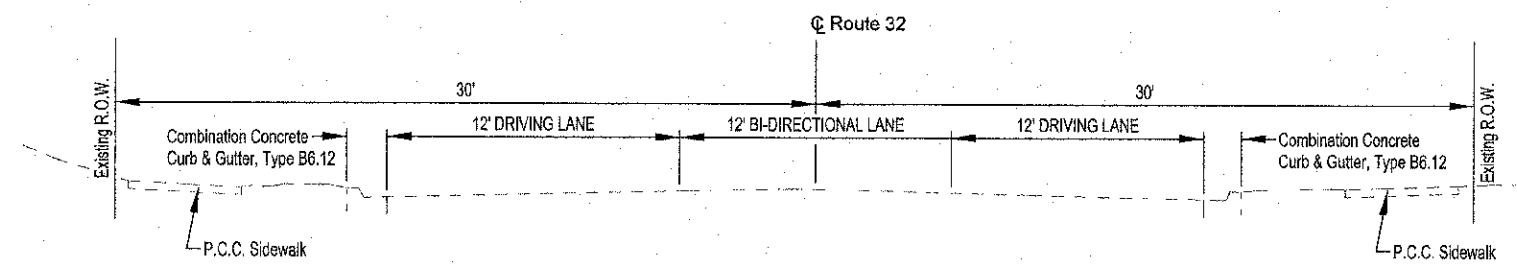 ℄ Route 32
Existing R.O.W.
30'
30'
Existing R.O.W.
Combination Concrete
Curb & Gutter, Type B6.12
12' DRIVING LANE
12' BI-DIRECTIONAL LANE
12' DRIVING LANE
Combination Concrete
Curb & Gutter, Type B6.12
P.C.C. Sidewalk
P.C.C. Sidewalk